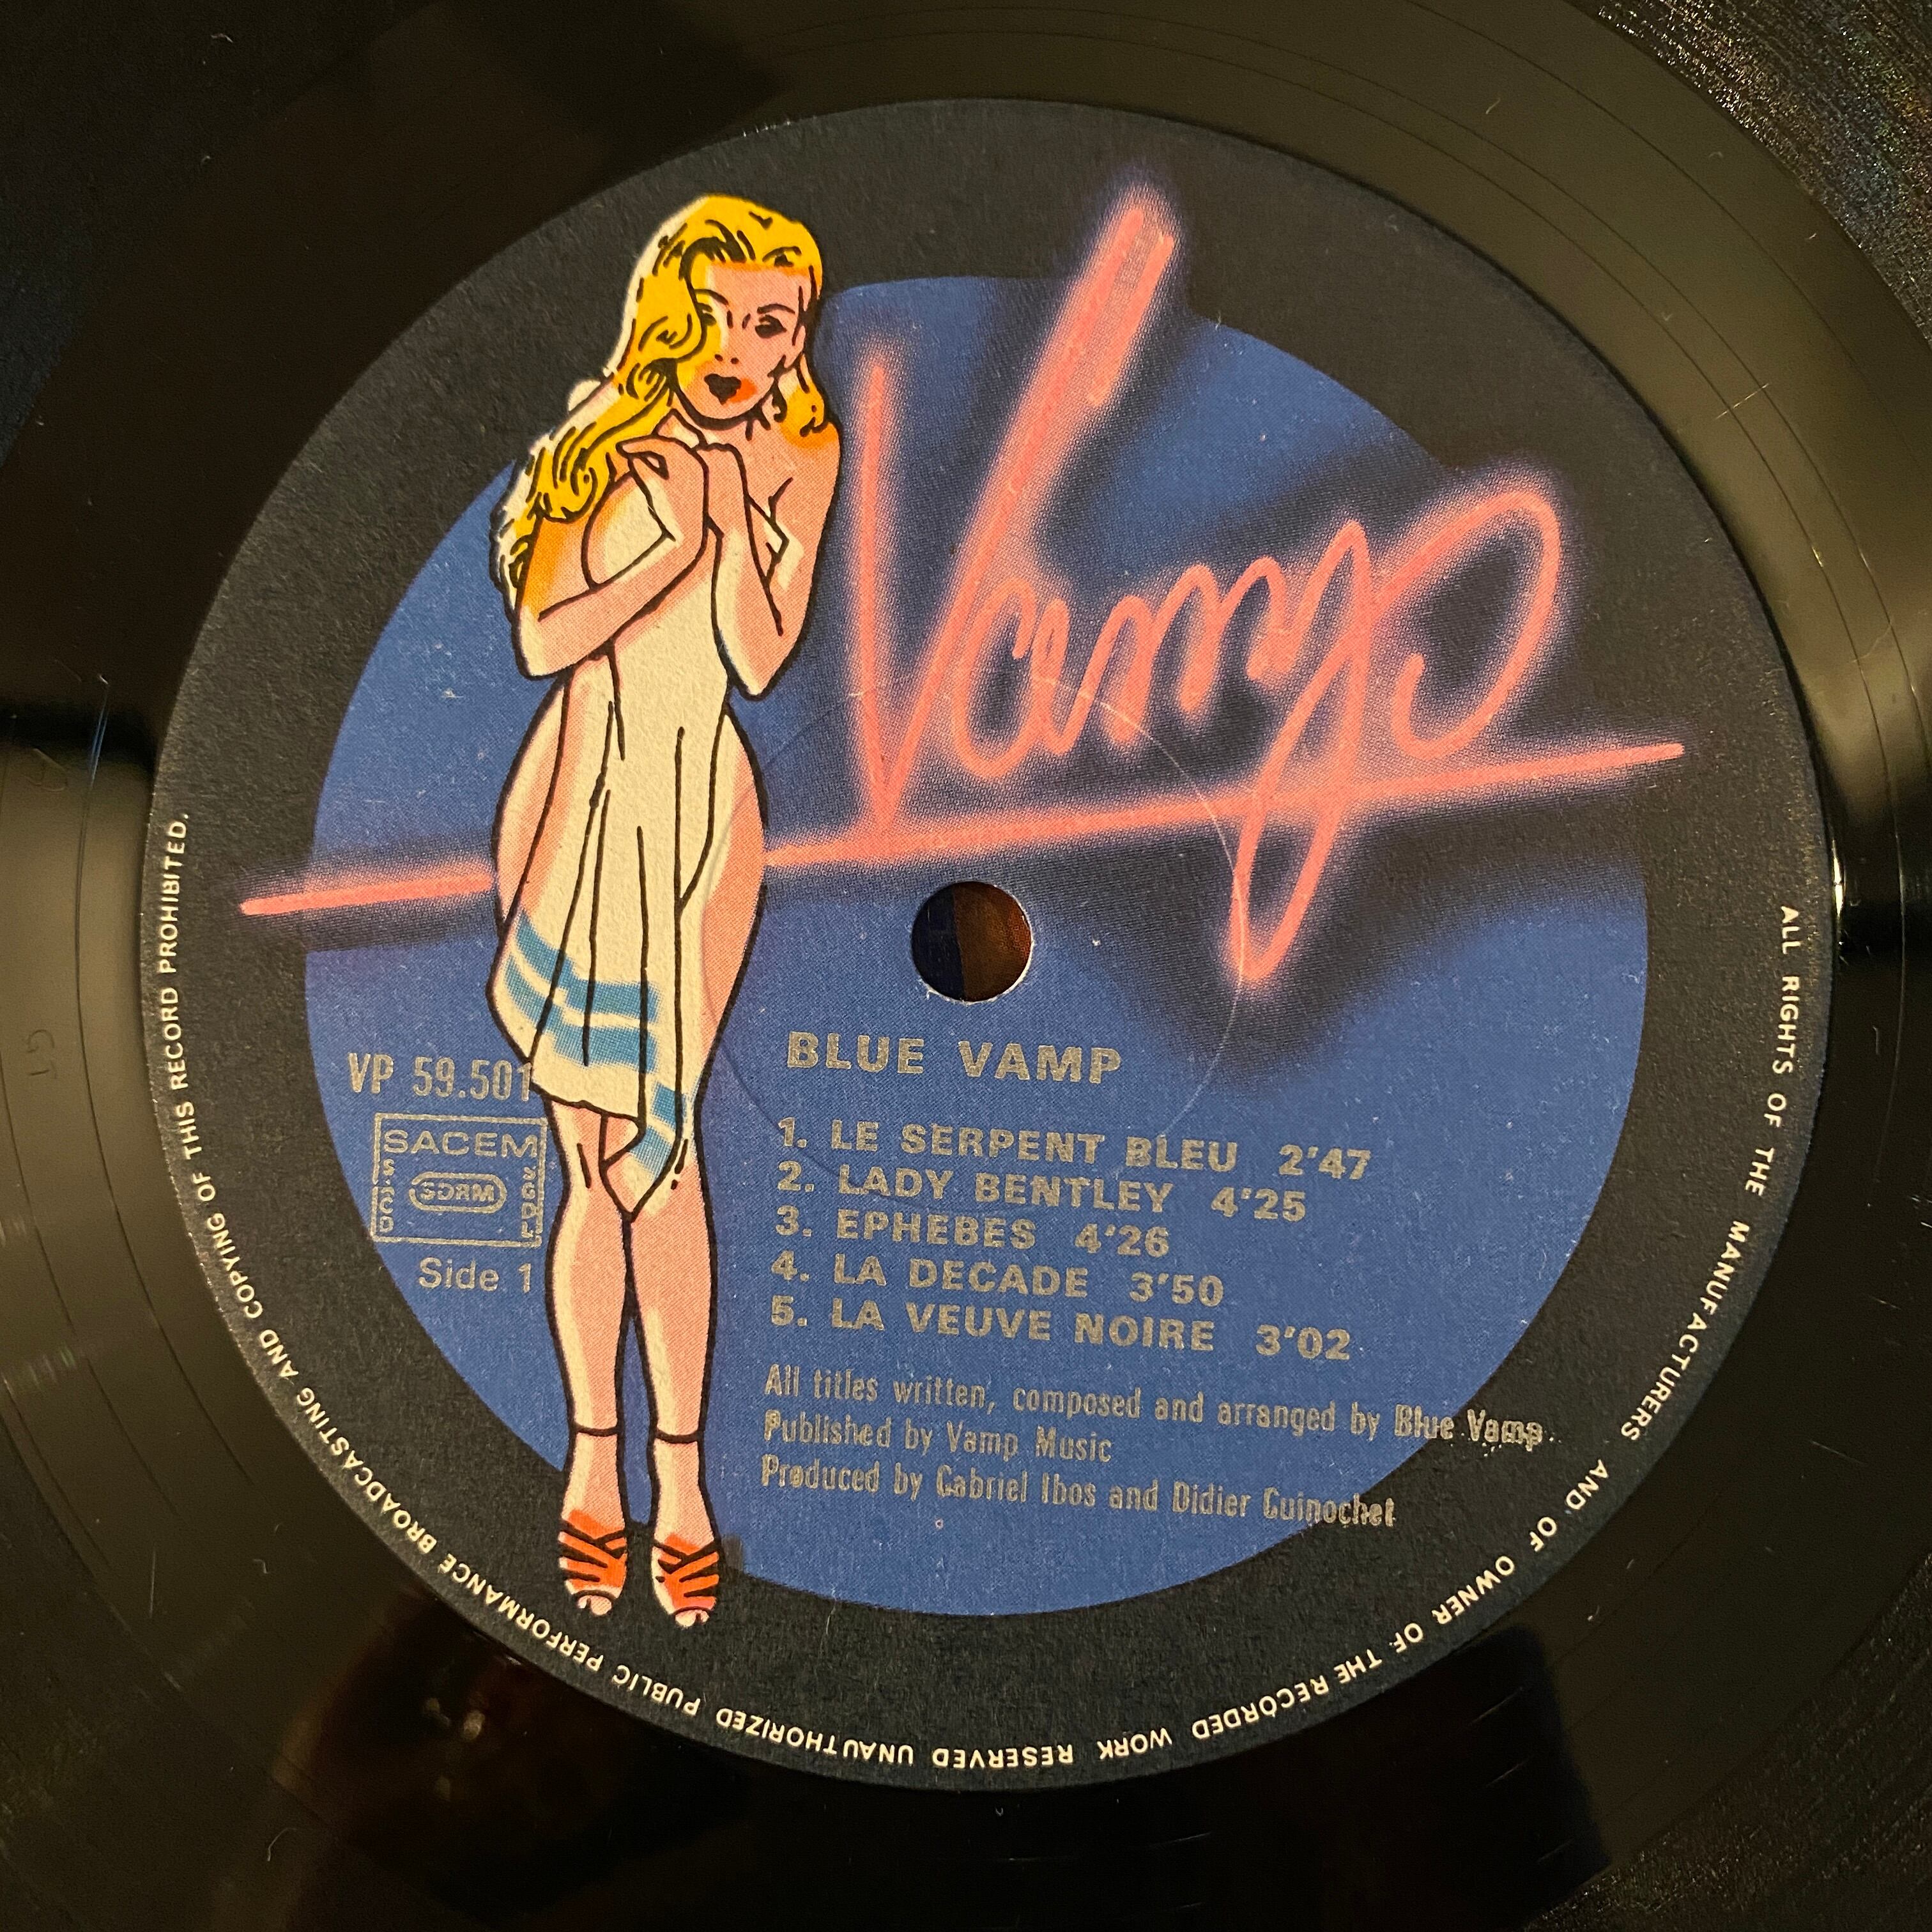 Vamp
BLUE VAMP
VP 59.501
SACEM
SACD
SDRM
SGDL
Side 1
1. LE SERPENT BLEU 2'47
2. LADY BENTLEY 4'25
3. EPHEBES 4'26
4. LA DECADE 3'50
5. LA VEUVE NOIRE 3'02
All titles written, composed and arranged by Blue Vamp.
Published by Vamp Music
Produced by Gabriel Ibos and Didier Guinochet
ALL RIGHTS OF THE MANUFACTURERS AND OF OWNER OF THE RECORDED WORK RESERVED UNAUTHORIZED PUBLIC PERFORMANCE BROADCASTING AND COPYING OF THIS RECORD PROHIBITED.